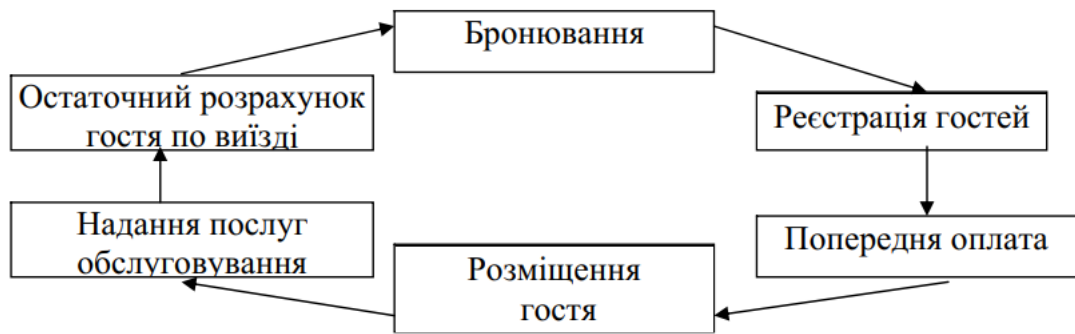 Бронювання
Остаточний розрахунок
гостя по виїзді
Реєстрація гостей
Надання послуг
обслуговування
Розміщення
гостя
Попередня оплата